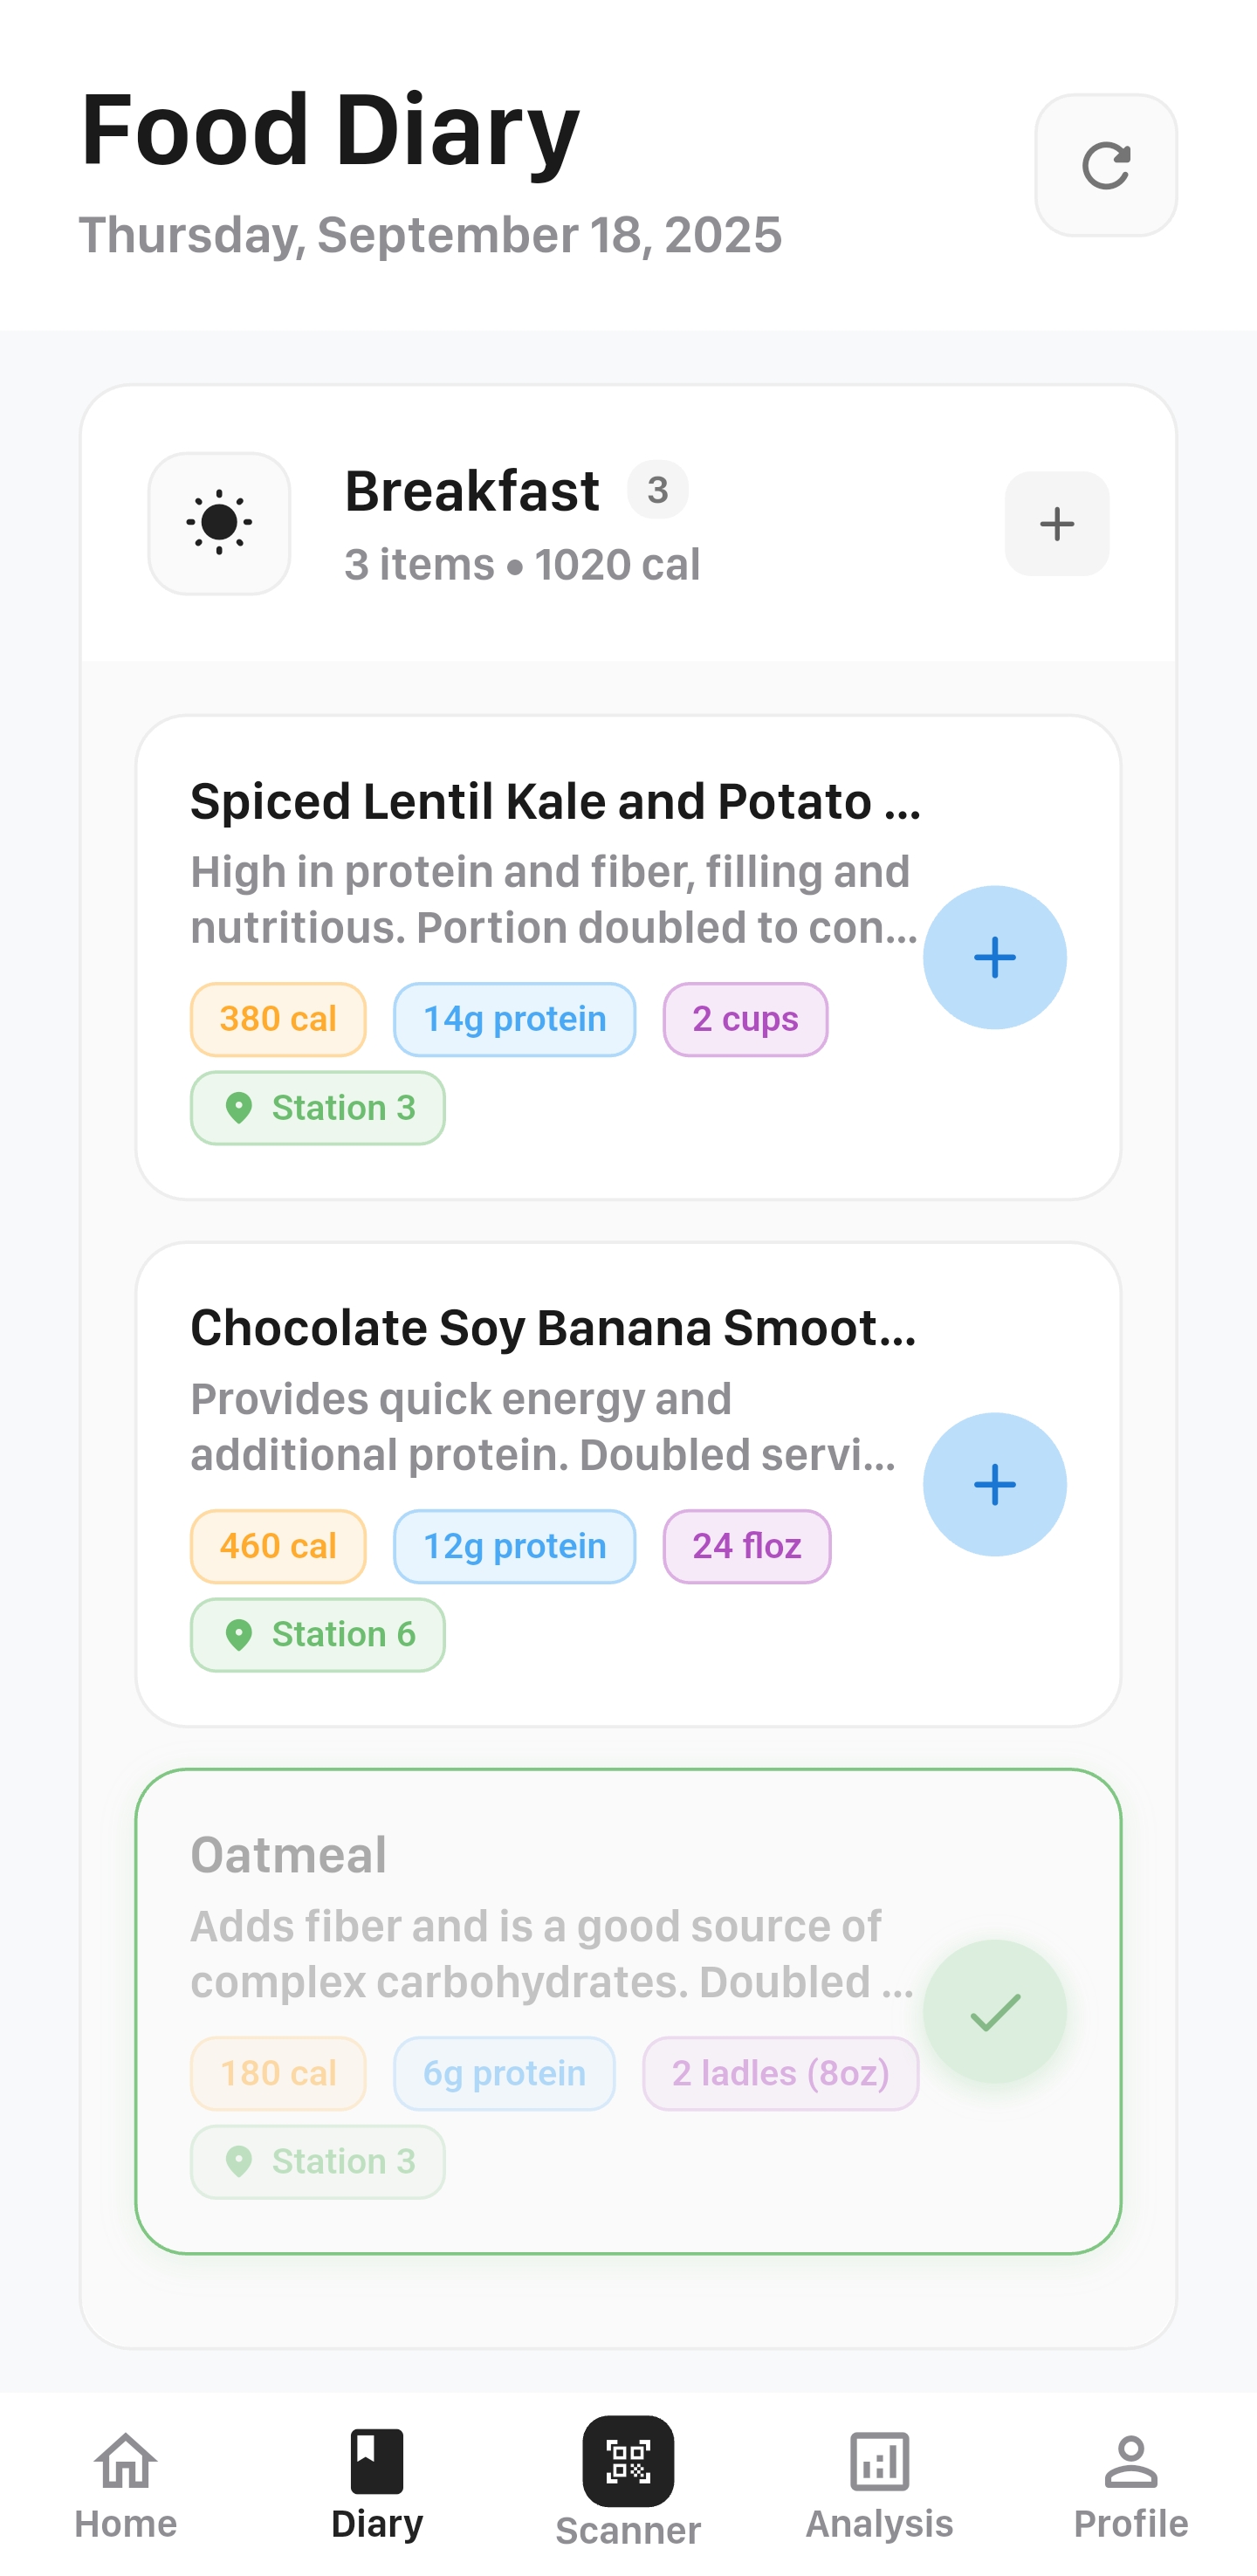 Food Diary
Thursday, September 18, 2025
Breakfast 3
3 items • 1020 cal
Spiced Lentil Kale and Potato ...
High in protein and fiber, filling and
nutritious. Portion doubled to con...
380 cal 14g protein 2 cups
Station 3
Chocolate Soy Banana Smoot...
Provides quick energy and
additional protein. Doubled servi...
460 cal 12g protein 24 floz
Station 6
Oatmeal
Adds fiber and is a good source of
complex carbohydrates. Doubled ...
180 cal 6g protein 2 ladles (8oz)
Station 3
Home Diary Scanner Analysis Profile